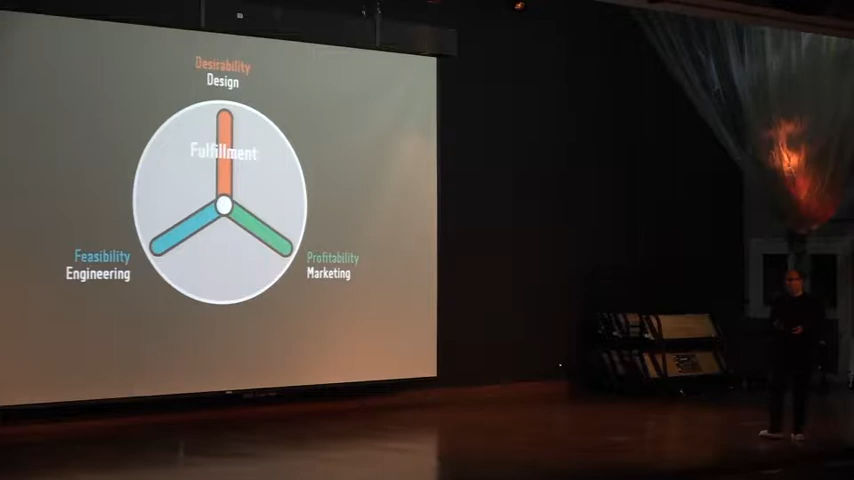 Desirability
Design
Fulfillment
Feasibility
Engineering
Profitability
Marketing